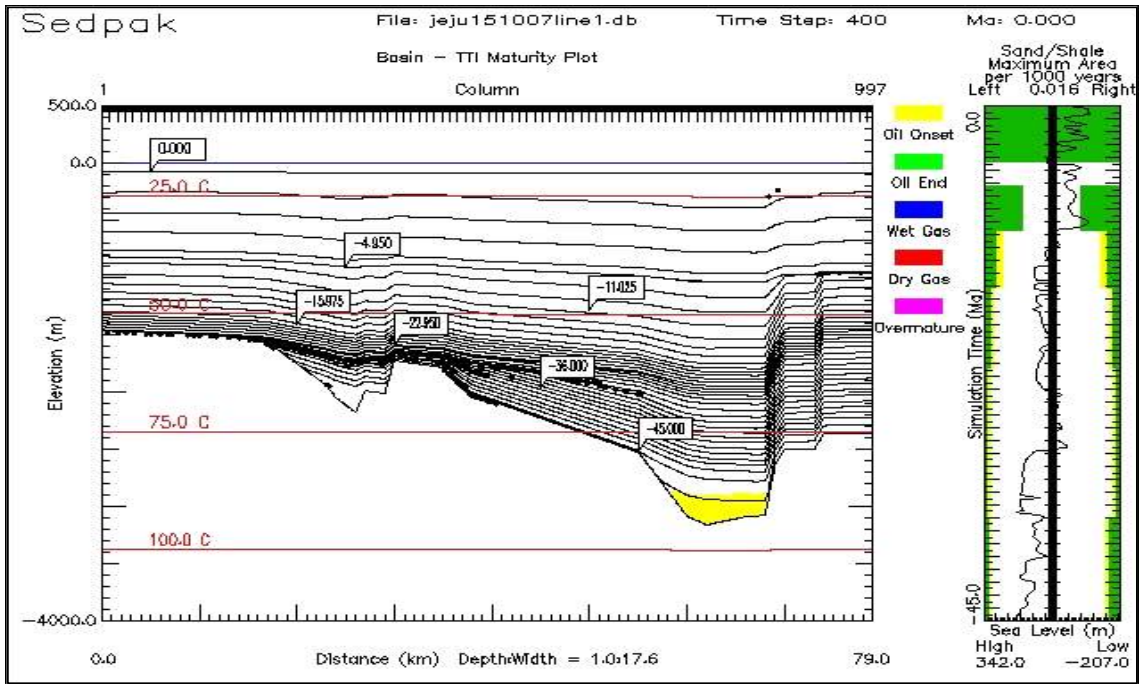 Sedpak File: jeju151007line1.db Time Step: 400 Ma: 0.000
Basin - TTI Maturity Plot
Sand/Shale
Maximum Area
per 1000 years
Left 0.016 Right
1 Column 997
500.0
0.0
0.000
25.0 C
-4.950
-11.025
-15.975
50.0 C
-22.950
-36.000
75.0 C
-45.000
100.0 C
-4000.0
Elevation (m)
0.0 Distance (km) Depth:Width = 1.0:17.6 79.0
Oil Onset
Oil End
Wet Gas
Dry Gas
Overmature
0.0
Simulation Time (Ma)
-45.0
Sea Level (m)
High Low
342.0 -207.0